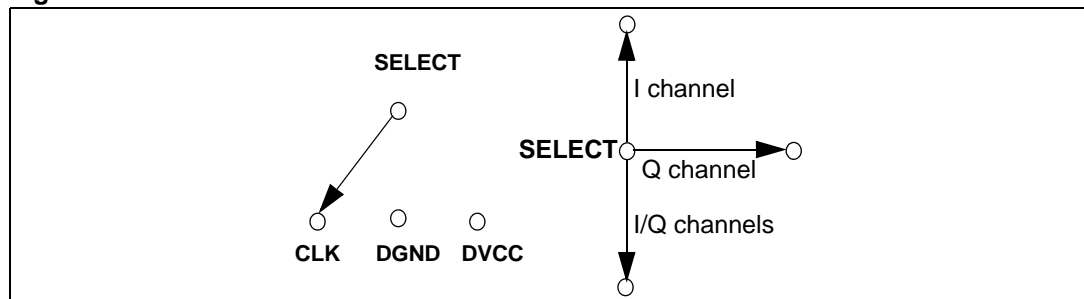 SELECT
CLK DGND DVCC
I channel
SELECT
Q channel
I/Q channels